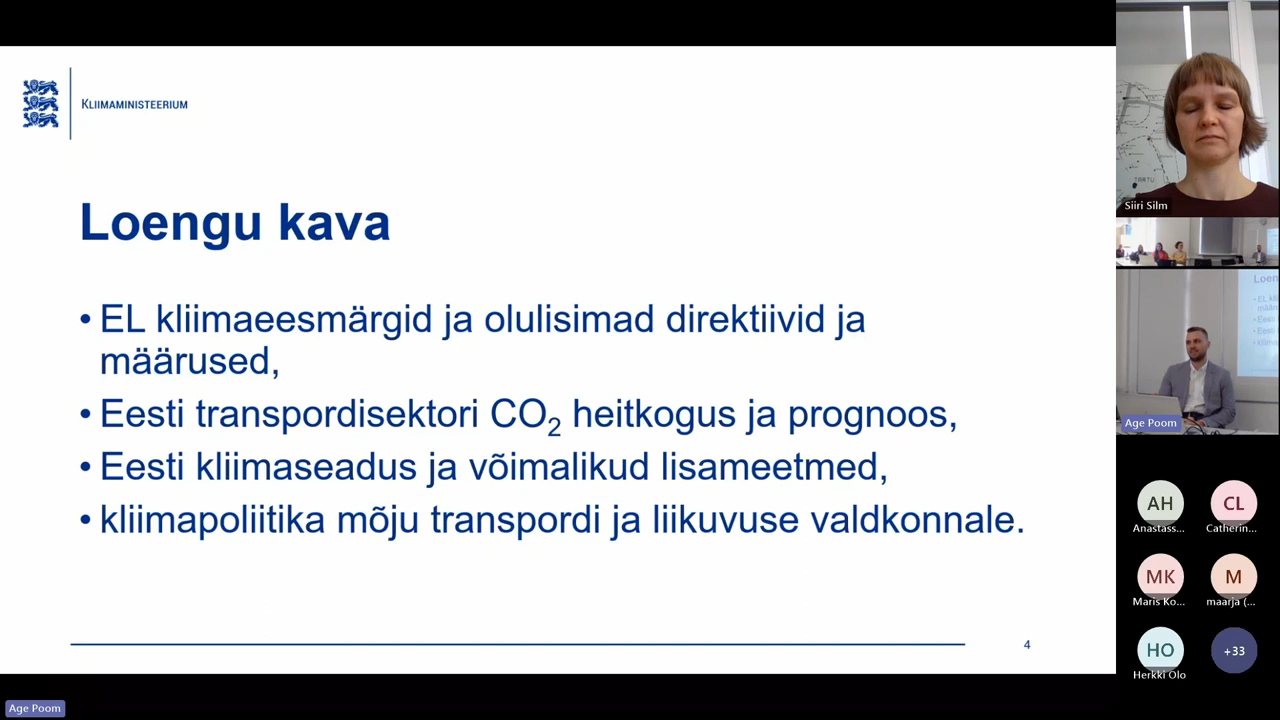 KLIIMAMINISTEERIUM
Loengu kava
• EL kliimaeesmärgid ja olulisimad direktiivid ja
määrused,
• Eesti transpordisektori CO₂ heitkogus ja prognoos,
• Eesti kliimaseadus ja võimalikud lisameetmed,
• kliimapoliitika mõju transpordi ja liikuvuse valdkonnale.
4
Age Poom
TARTU
Siiri Silm
Age Poom
AH
Anastass...
CL
Catherin...
MK
Maris Ko...
M
maarja (...
HO
Herkki Olo
+33